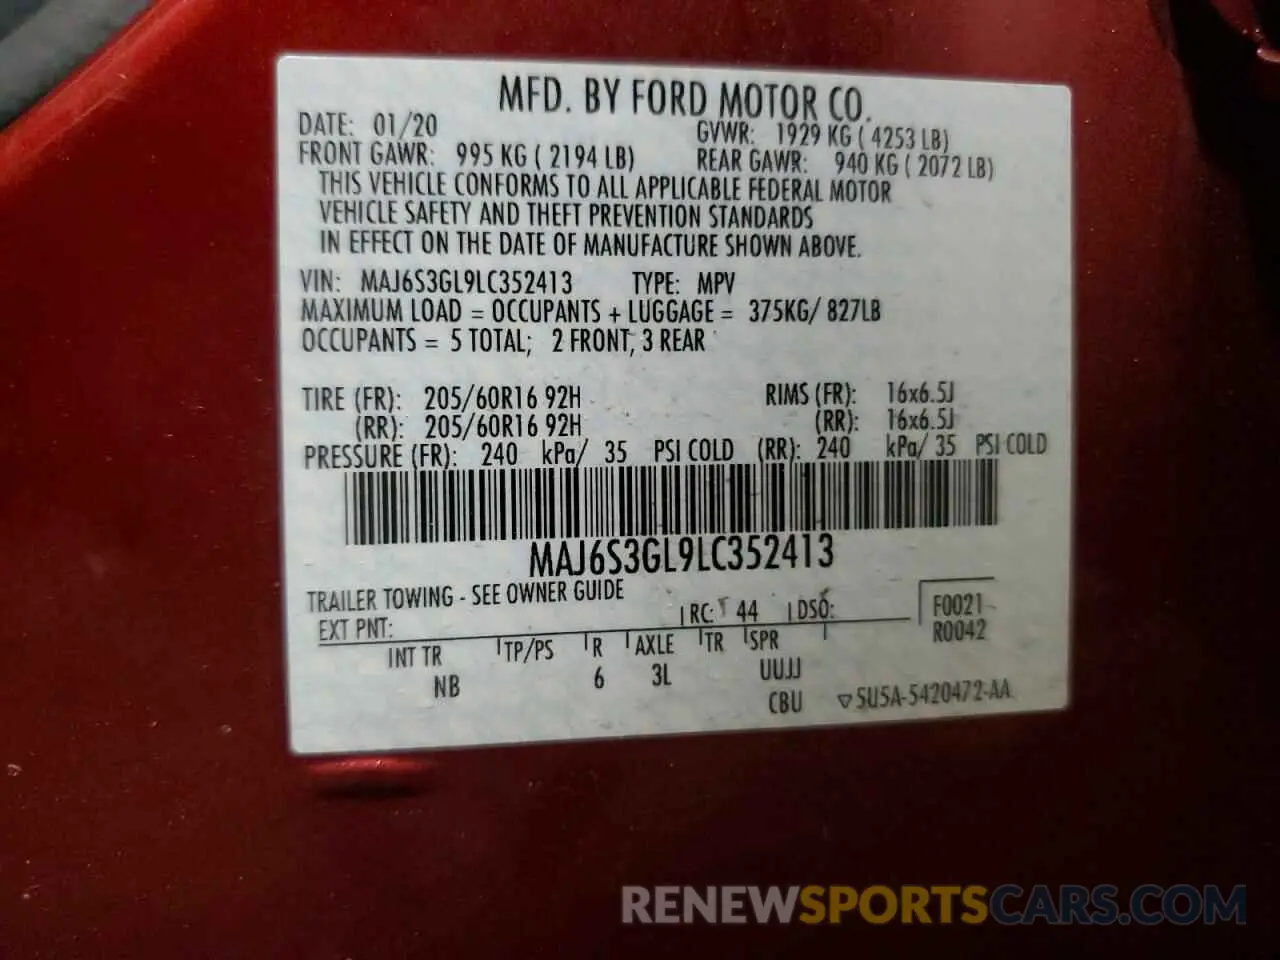 MFD. BY FORD MOTOR CO.
DATE: 01/20 GVWR: 1929 KG ( 4253 LB)
FRONT GAWR: 995 KG ( 2194 LB) REAR GAWR: 940 KG ( 2072 LB)
THIS VEHICLE CONFORMS TO ALL APPLICABLE FEDERAL MOTOR
VEHICLE SAFETY AND THEFT PREVENTION STANDARDS
IN EFFECT ON THE DATE OF MANUFACTURE SHOWN ABOVE.
VIN: MAJ6S3GL9LC352413 TYPE: MPV
MAXIMUM LOAD = OCCUPANTS + LUGGAGE = 375KG/ 827LB
OCCUPANTS = 5 TOTAL; 2 FRONT, 3 REAR
TIRE (FR): 205/60R16 92H RIMS (FR): 16x6.5J
(RR): 205/60R16 92H (RR): 16x6.5J
PRESSURE (FR): 240 kPa/ 35 PSI COLD (RR): 240 kPa/ 35 PSI COLD
MAJ6S3GL9LC352413
TRAILER TOWING - SEE OWNER GUIDE
EXT PNT: RC: 44 DSO: F0021
R0042
INT TR TP/PS R AXLE TR SPR
NB 6 3L UUJJ
CBU ▽5U5A-5420472-AA
RENEWSPORTSCARS.COM